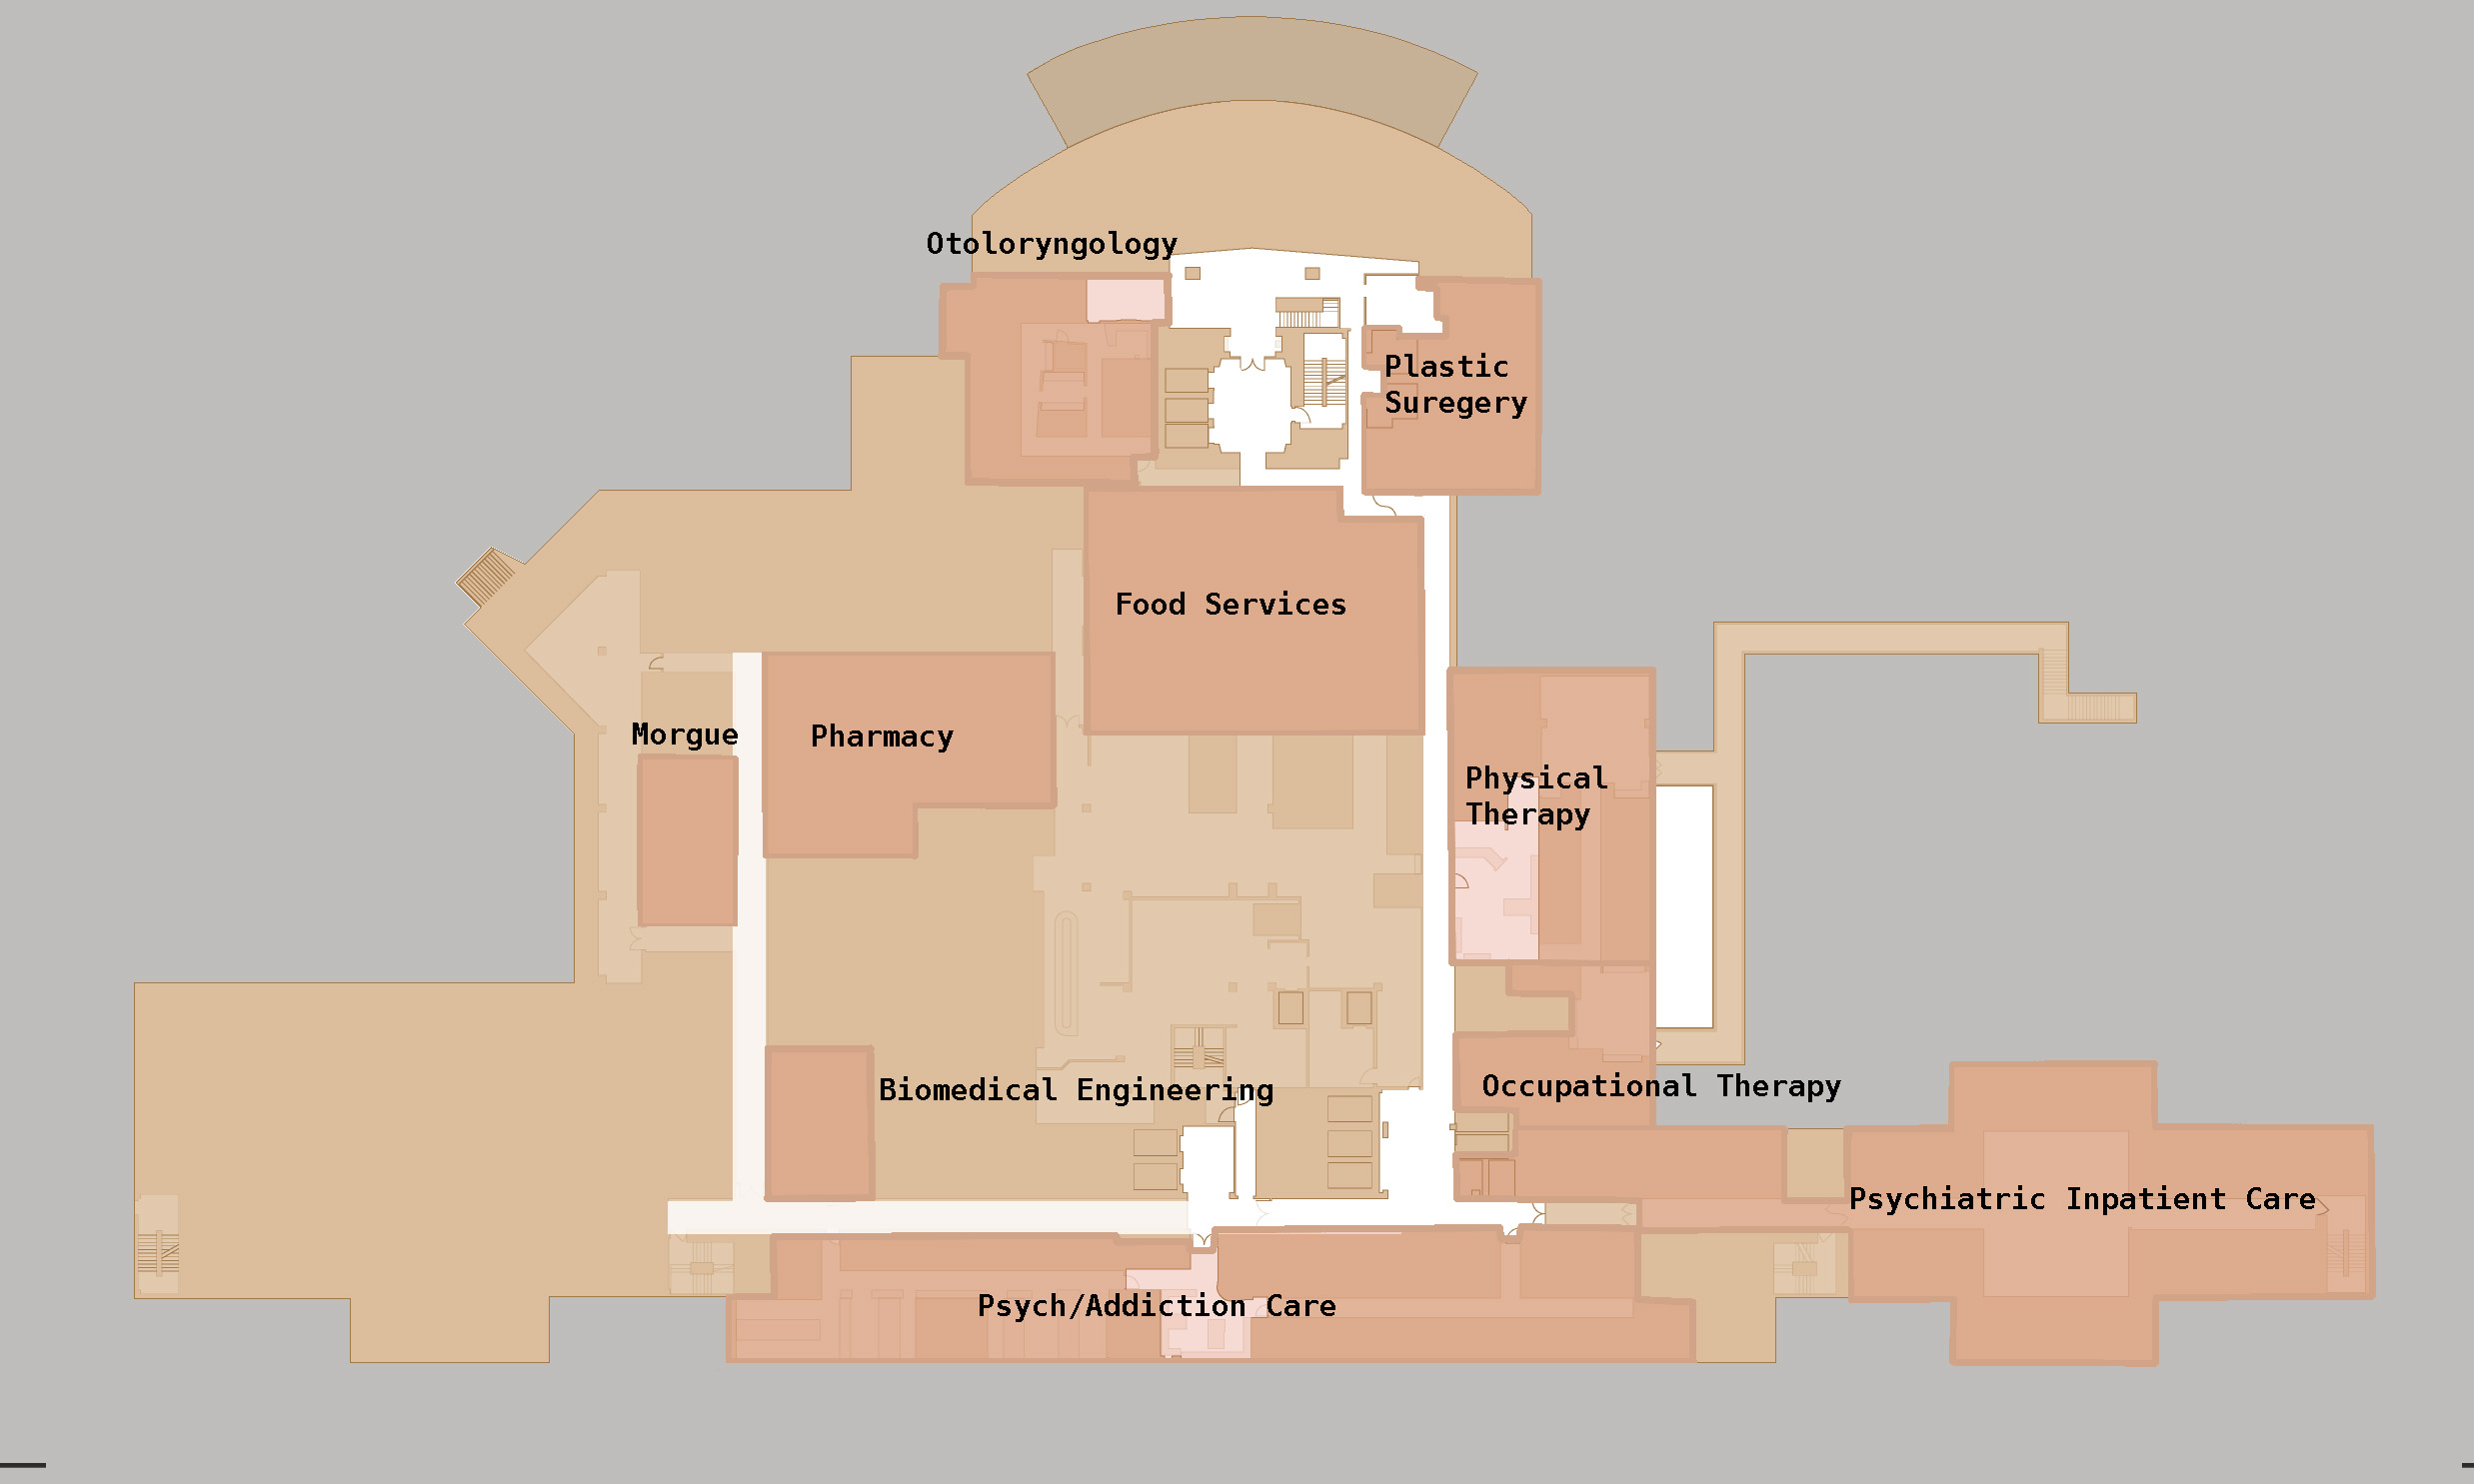 Otoloryngology
Plastic
Suregery
Food Services
Morgue
Pharmacy
Physical
Therapy
Biomedical Engineering
Occupational Therapy
Psychiatric Inpatient Care
Psych/Addiction Care